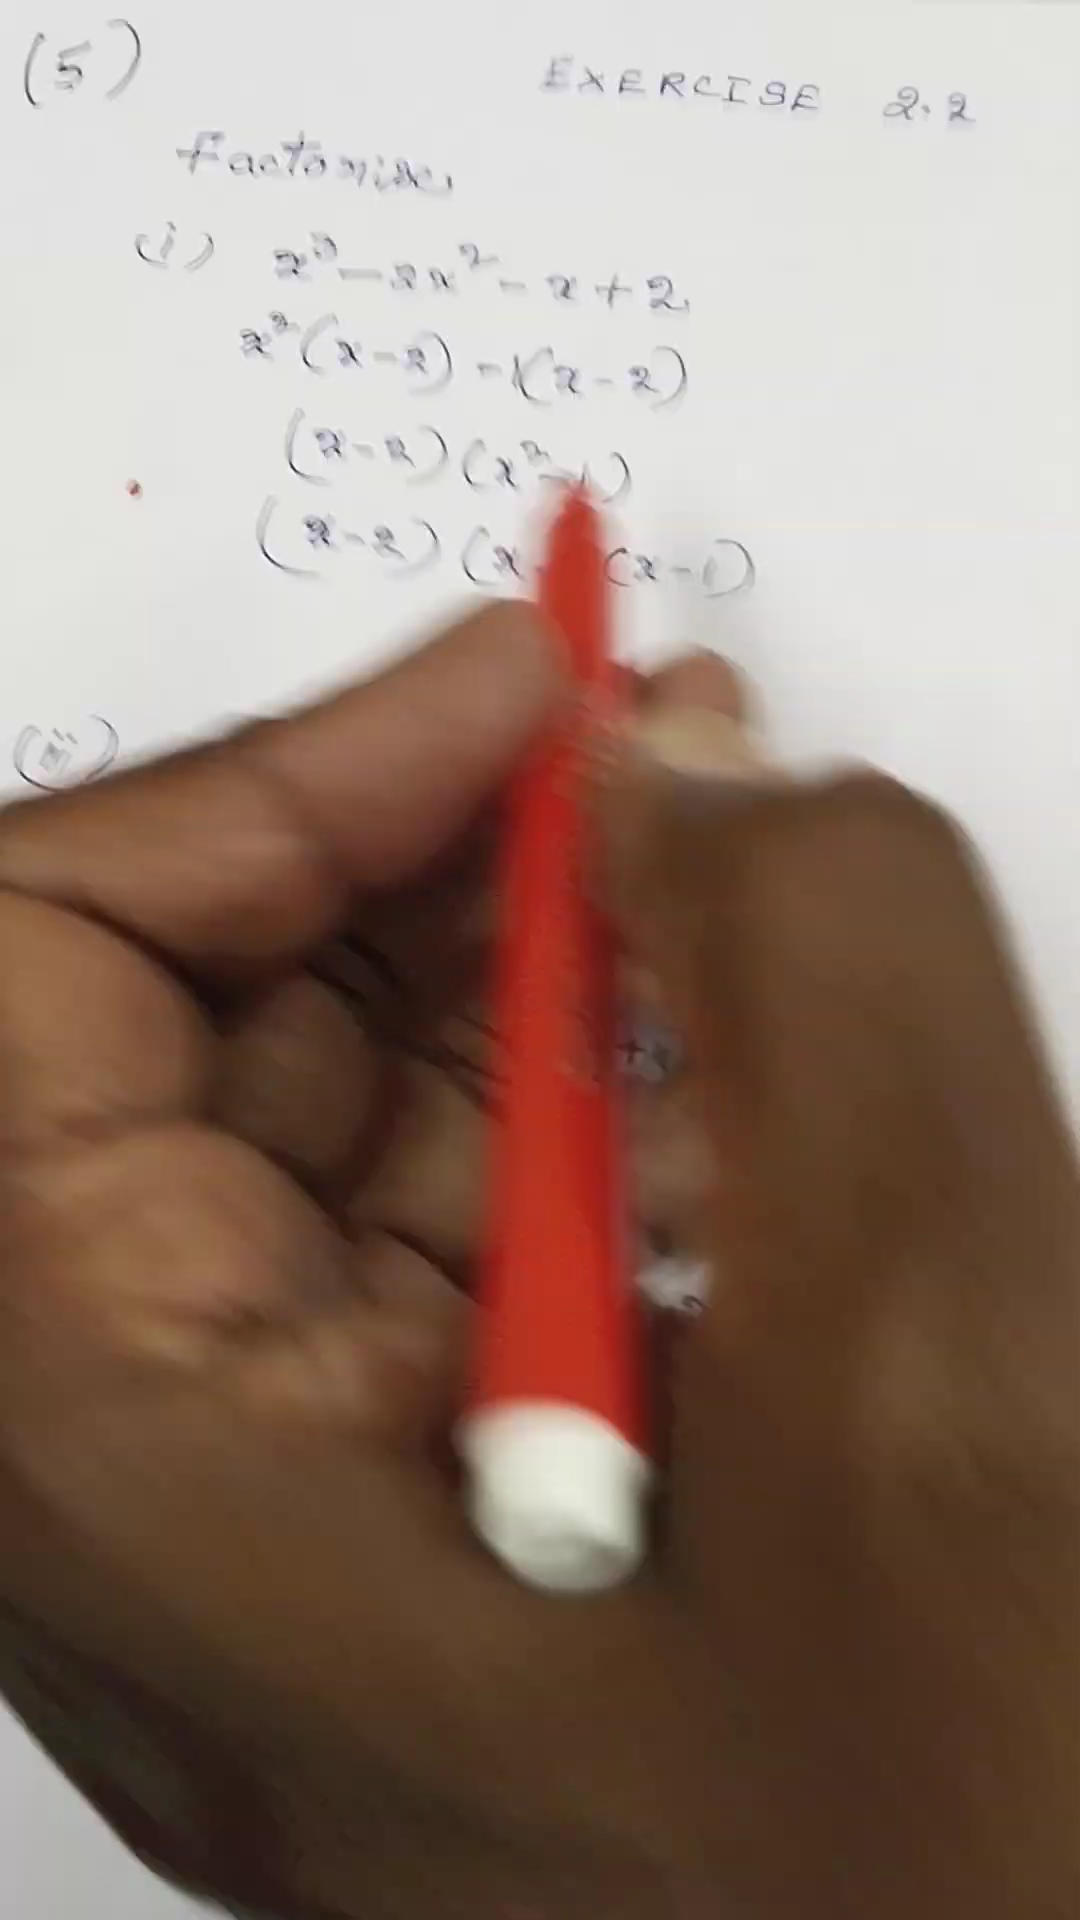 (5)
EXERCISE 2.2
Factorise
(i) x³ - 2x² - x + 2
x²(x - 2) - 1(x - 2)
(x - 2)(x² - 1)
(x - 2)(x (x - 1)
(ii)
+x